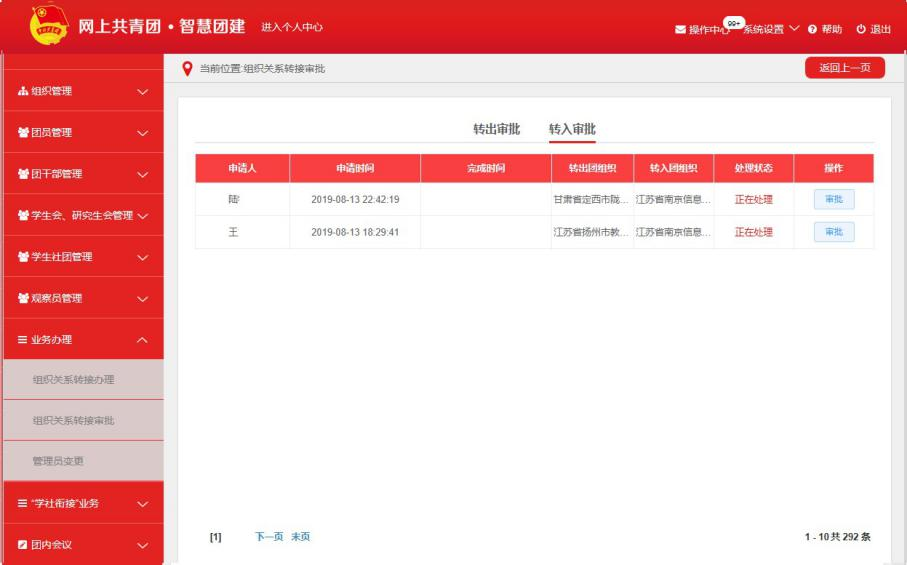 网上共青团·智慧团建 进入个人中心
操作中心 99+ 系统设置 帮助 退出
当前位置:组织关系转接审批 返回上一页
组织管理
团员管理
团干部管理
学生会、研究生会管理
学生社团管理
观察员管理
业务办理
组织关系转接办理
组织关系转接审批
管理员变更
"学社衔接"业务
团内会议
转出审批 转入审批
申请人 申请时间 完成时间 转出团组织 转入团组织 处理状态 操作
陆 2019-08-13 22:42:19 甘肃省定西市陇... 江苏省南京信息... 正在处理 审批
王 2019-08-13 18:29:41 江苏省扬州市教... 江苏省南京信息... 正在处理 审批
[1] 下一页 末页 1 - 10 共 292 条